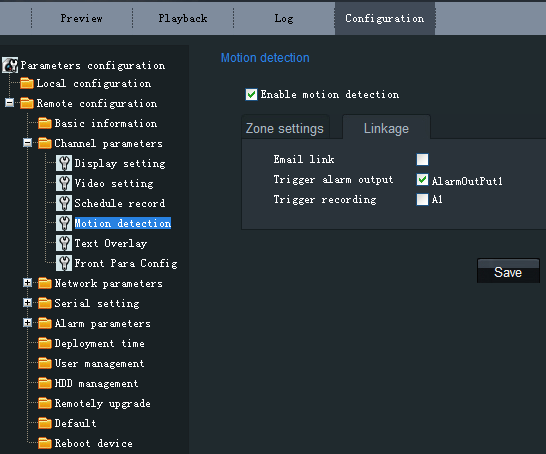 Preview Playback Log Configuration
Parameters configuration
Local configuration
Remote configuration
Basic information
Channel parameters
Display setting
Video setting
Schedule record
Motion detection
Text Overlay
Front Para Config
Network parameters
Serial setting
Alarm parameters
Deployment time
User management
HDD management
Remotely upgrade
Default
Reboot device
Motion detection
Enable motion detection
Zone settings Linkage
Email link
Trigger alarm output AlarmOutPut1
Trigger recording A1
Save